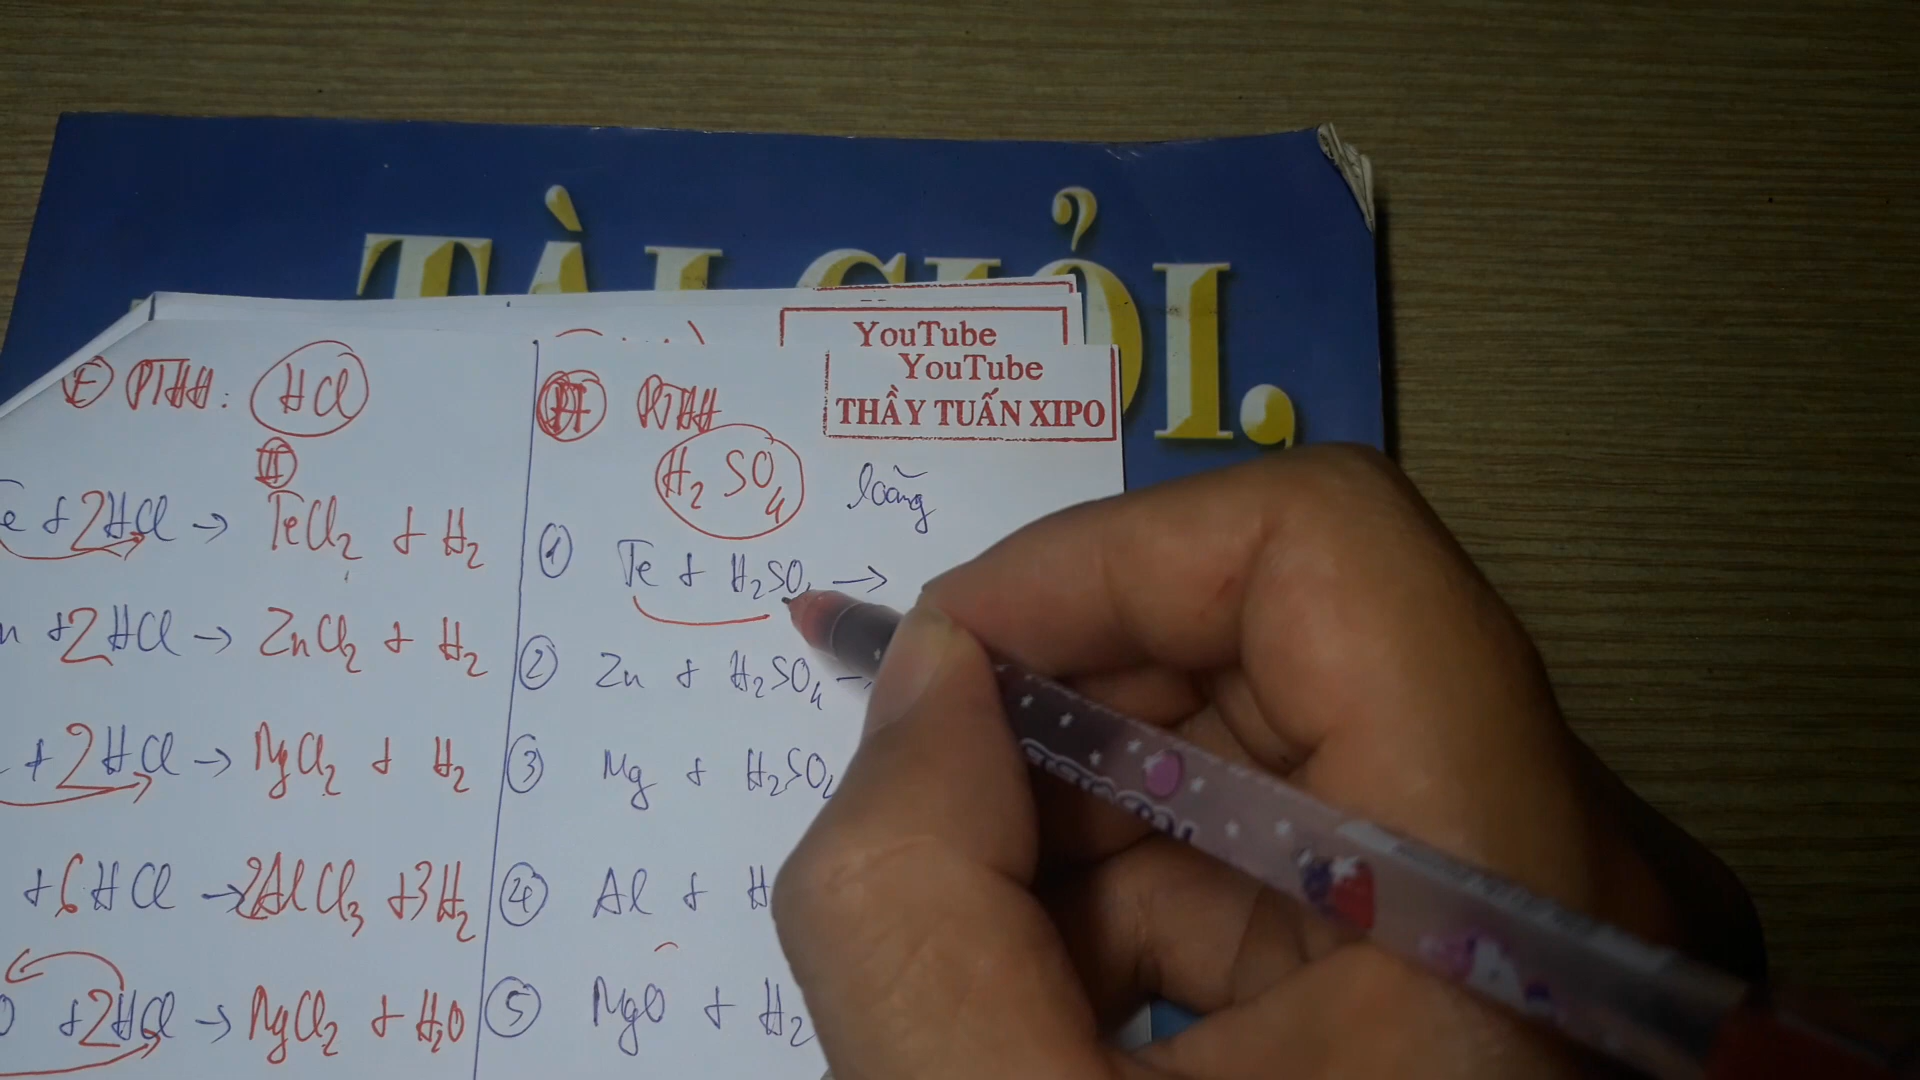 TÀI GIỎI,
YouTube
YouTube
THẦY TUẤN XIPO
I PTHH: HCl
II
e + 2HCl → FeCl₂ + H₂
n + 2HCl → ZnCl₂ + H₂
+ 2HCl → MgCl₂ + H₂
+ 6HCl → 2AlCl₃ + 3H₂
O + 2HCl → MgCl₂ + H₂O
PTHH
H₂SO₄ loãng
① Fe + H₂SO₄ →
② Zn + H₂SO₄ →
③ Mg + H₂SO₄
④ Al + H
⑤ MgO + H₂